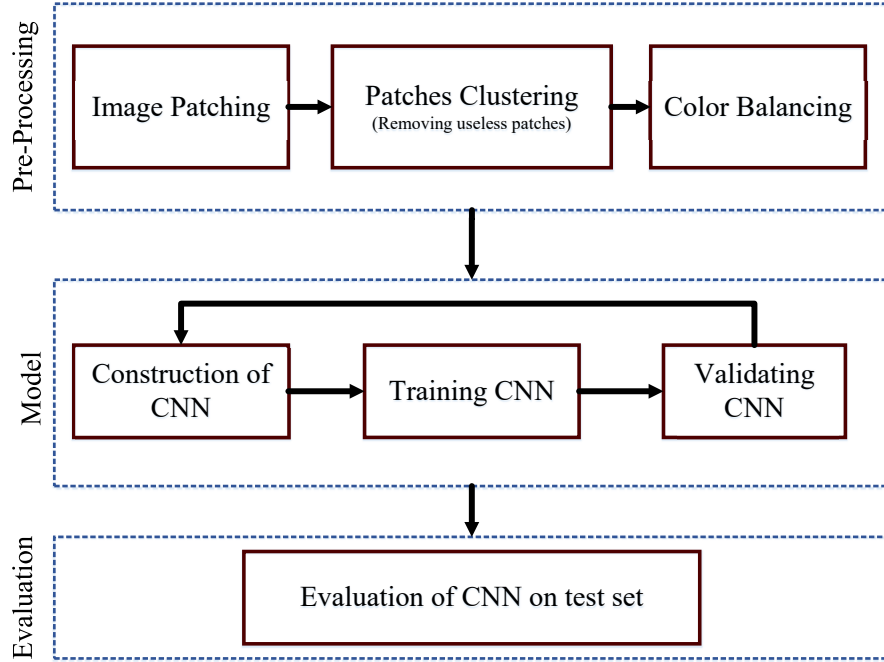 Pre-Processing
Image Patching
Patches Clustering
(Removing useless patches)
Color Balancing
Model
Construction of
CNN
Training CNN
Validating
CNN
Evaluation
Evaluation of CNN on test set